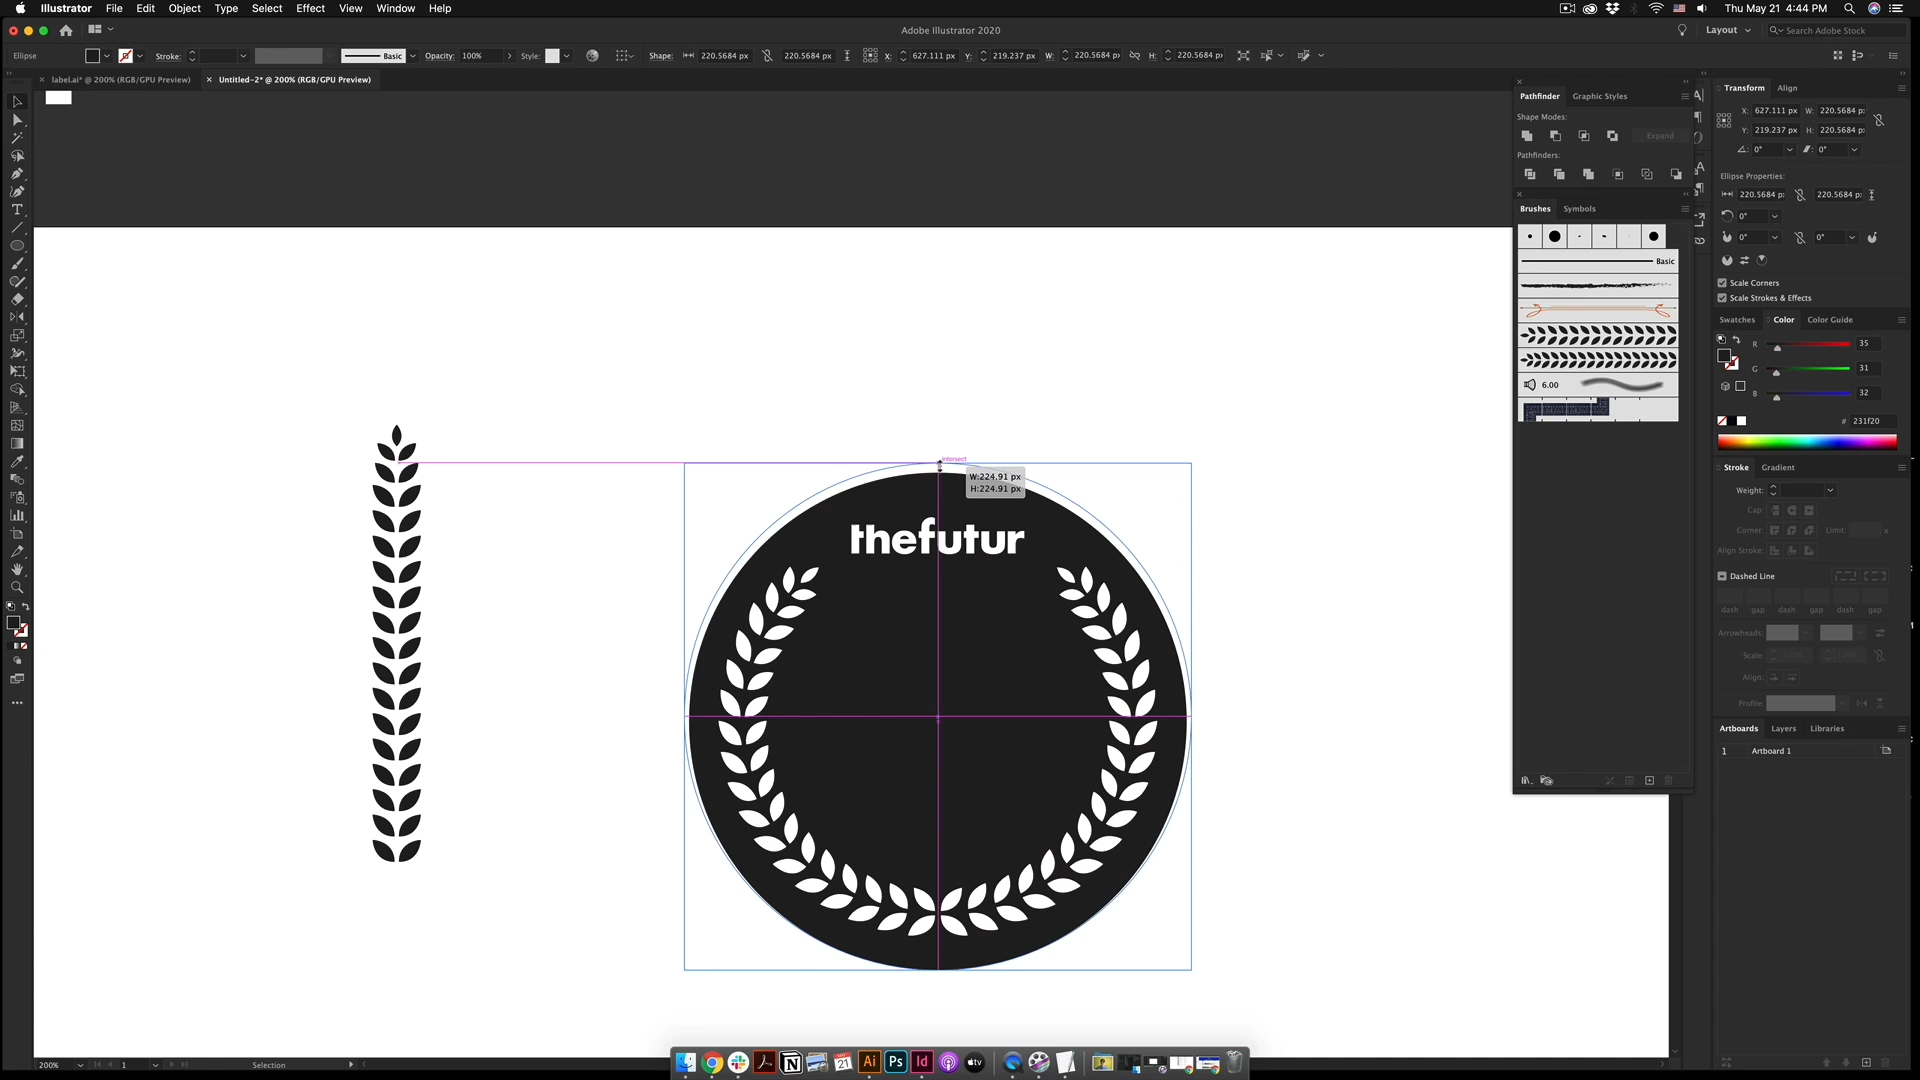 Illustrator File Edit Object Type Select Effect View Window Help
Thu May 21 4:44 PM
Adobe Illustrator 2020
Layout
Search Adobe Stock
Ellipse
Stroke:
Basic
Opacity: 100%
Style:
Shape: 220.5684 px 220.5684 px
X: 627.111 px Y: 219.237 px W: 220.5684 px H: 220.5684 px
label.ai* @ 200% (RGB/GPU Preview)
Untitled-2* @ 200% (RGB/GPU Preview)
Pathfinder Graphic Styles
Shape Modes:
Expand
Pathfinders:
Brushes Symbols
Basic
6.00
Transform Align
X: 627.111 px W: 220.5684 p
Y: 219.237 px H: 220.5684 p
0° 0°
Ellipse Properties:
220.5684 p 220.5684 p
0°
0° 0°
Scale Corners
Scale Strokes & Effects
Swatches Color Color Guide
R 35
G 31
B 32
# 231f20
Stroke Gradient
Weight:
Cap:
Corner: Limit: x
Align Stroke:
Dashed Line
dash gap dash gap dash gap
Arrowheads:
Scale:
Align:
Profile:
Artboards Layers Libraries
1 Artboard 1
intersect
W:224.91 px
H:224.91 px
thefutur
200%
1
Selection
21
Ai
Ps
Id
tv